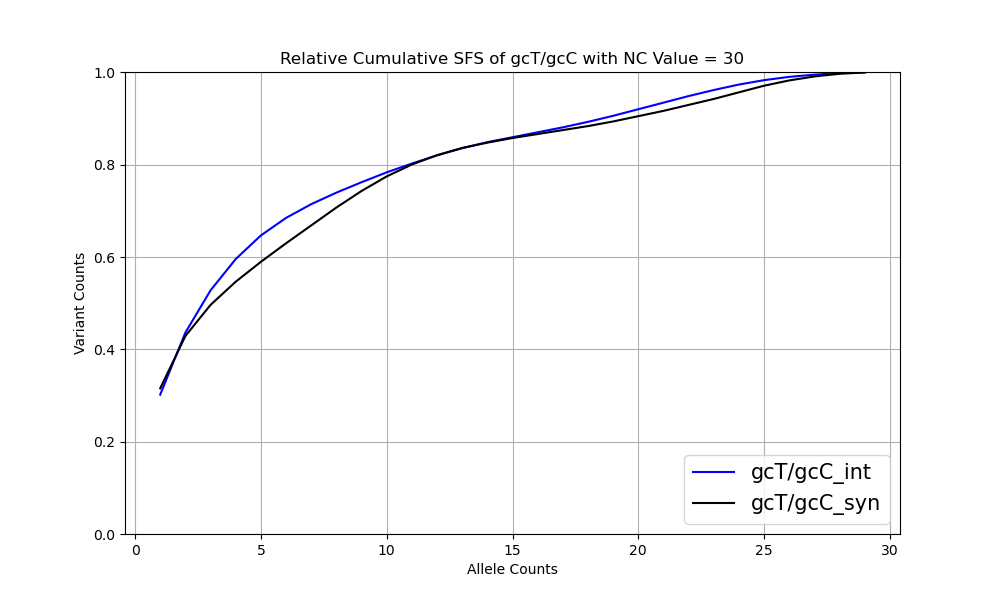 Relative Cumulative SFS of gcT/gcC with NC Value = 30
1.0
0.8
0.6
0.4
0.2
0.0
Variant Counts
gcT/gcC_int
gcT/gcC_syn
0 5 10 15 20 25 30
Allele Counts